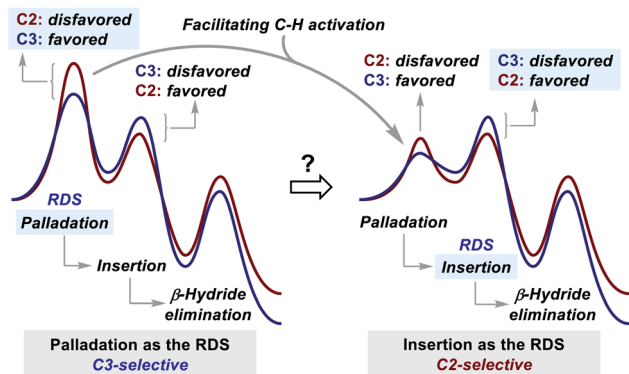 C2: disfavored
C3: favored
Facilitating C-H activation
C3: disfavored
C2: favored
C2: disfavored
C3: favored
C3: disfavored
C2: favored
?
RDS
Palladation
Insertion
β-Hydride
elimination
Palladation
RDS
Insertion
β-Hydride
elimination
Palladation as the RDS
C3-selective
Insertion as the RDS
C2-selective